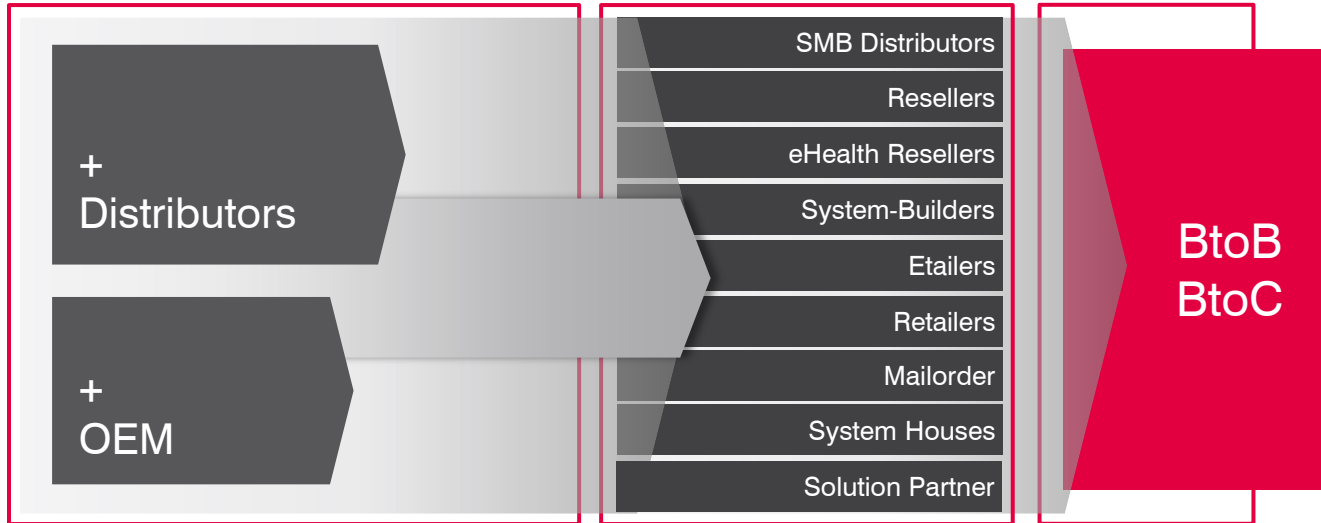 +
Distributors
+
OEM
SMB Distributors
Resellers
eHealth Resellers
System-Builders
Etailers
Retailers
Mailorder
System Houses
Solution Partner
BtoB
BtoC